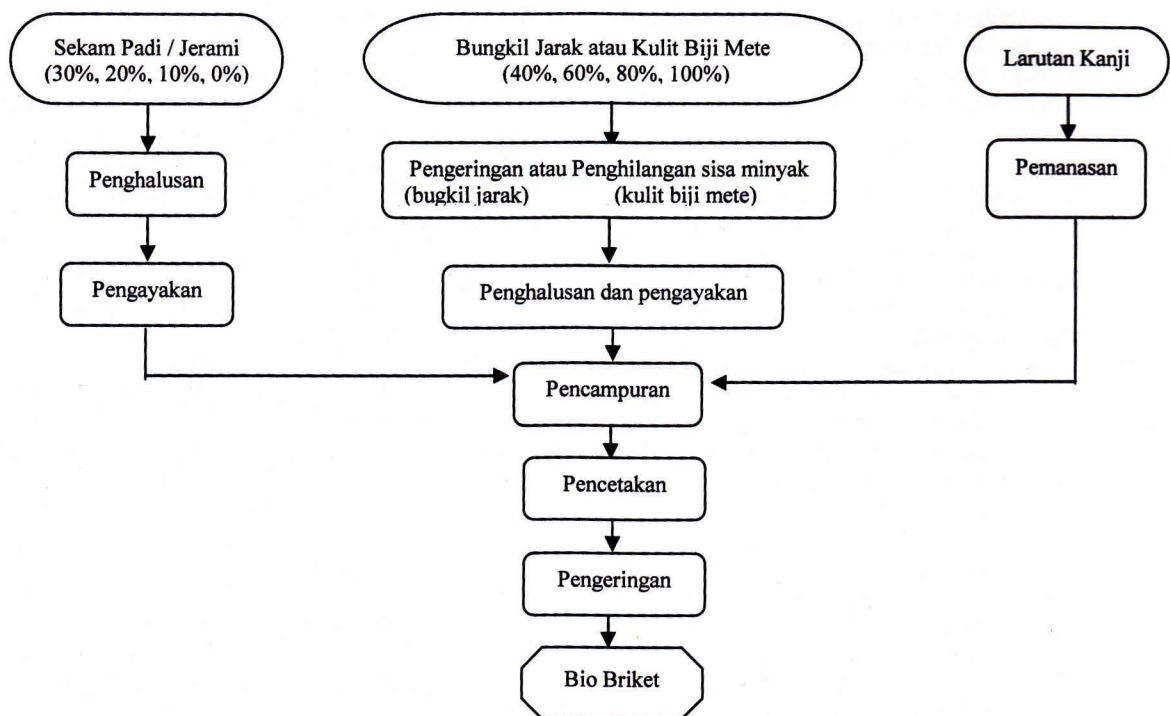 Sekam Padi / Jerami
(30%, 20%, 10%, 0%)
Bungkil Jarak atau Kulit Biji Mete
(40%, 60%, 80%, 100%)
Larutan Kanji
Penghalusan
Pengeringan atau Penghilangan sisa minyak
(bugkil jarak) (kulit biji mete)
Pemanasan
Pengayakan
Penghalusan dan pengayakan
Pencampuran
Pencetakan
Pengeringan
Bio Briket